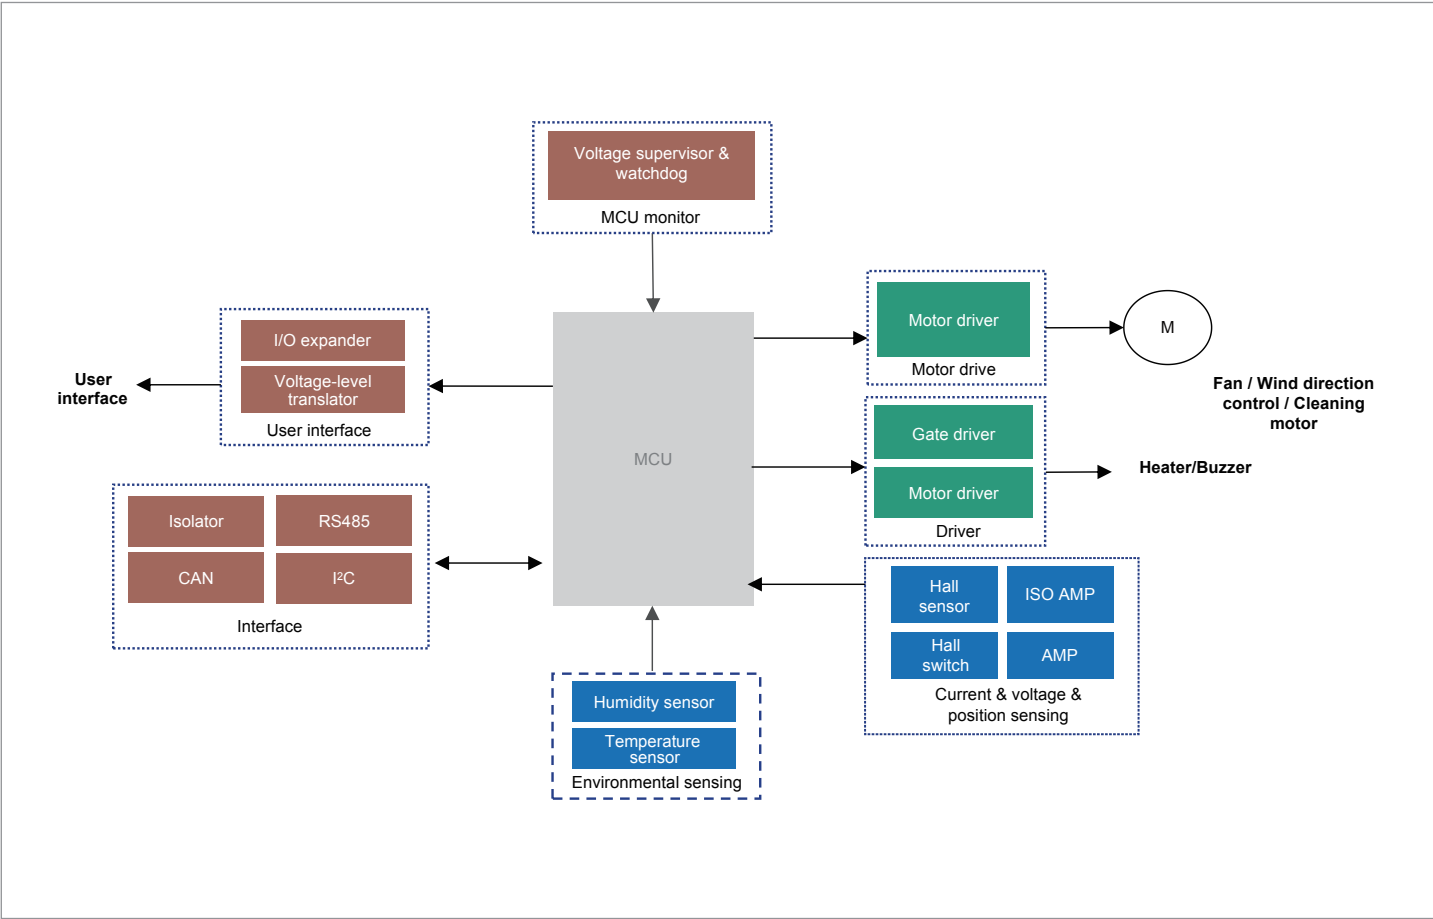 Voltage supervisor &
watchdog
MCU monitor
I/O expander
Voltage-level
translator
User interface
User
interface
Isolator
RS485
CAN
I²C
Interface
MCU
Motor driver
Motor drive
M
Fan / Wind direction
control / Cleaning
motor
Gate driver
Motor driver
Driver
Heater/Buzzer
Hall
sensor
ISO AMP
Hall
switch
AMP
Current & voltage &
position sensing
Humidity sensor
Temperature
sensor
Environmental sensing